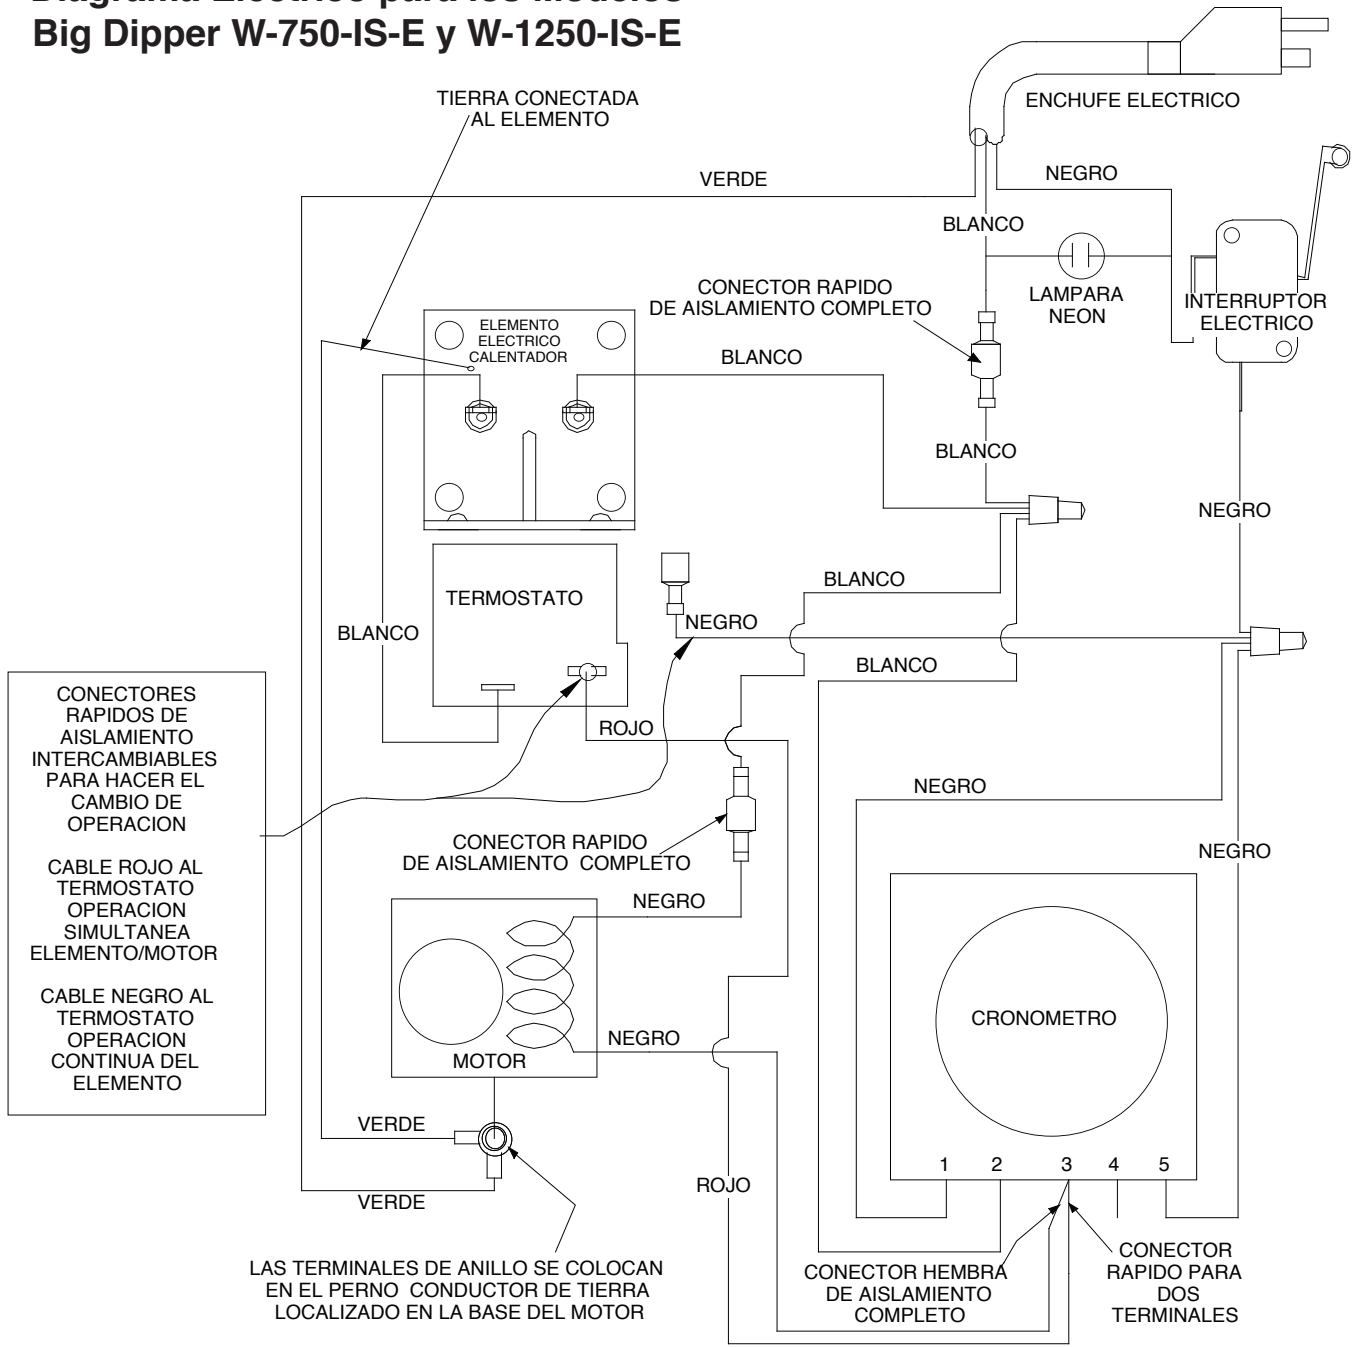 Diagrama Eléctrico para los Modelos
Big Dipper W-750-IS-E y W-1250-IS-E
TIERRA CONECTADA
AL ELEMENTO
ENCHUFE ELECTRICO
VERDE
NEGRO
BLANCO
CONECTOR RAPIDO
DE AISLAMIENTO COMPLETO
LAMPARA
NEON
INTERRUPTOR
ELECTRICO
ELEMENTO
ELECTRICO
CALENTADOR
BLANCO
BLANCO
NEGRO
TERMOSTATO
BLANCO
NEGRO
BLANCO
BLANCO
ROJO
CONECTORES
RAPIDOS DE
AISLAMIENTO
INTERCAMBIABLES
PARA HACER EL
CAMBIO DE
OPERACION
CABLE ROJO AL
TERMOSTATO
OPERACION
SIMULTANEA
ELEMENTO/MOTOR
CABLE NEGRO AL
TERMOSTATO
OPERACION
CONTINUA DEL
ELEMENTO
NEGRO
CONECTOR RAPIDO
DE AISLAMIENTO COMPLETO
NEGRO
NEGRO
CRONOMETRO
NEGRO
MOTOR
VERDE
1 2 3 4 5
ROJO
VERDE
LAS TERMINALES DE ANILLO SE COLOCAN
EN EL PERNO CONDUCTOR DE TIERRA
LOCALIZADO EN LA BASE DEL MOTOR
CONECTOR HEMBRA
DE AISLAMIENTO
COMPLETO
CONECTOR
RAPIDO PARA
DOS
TERMINALES